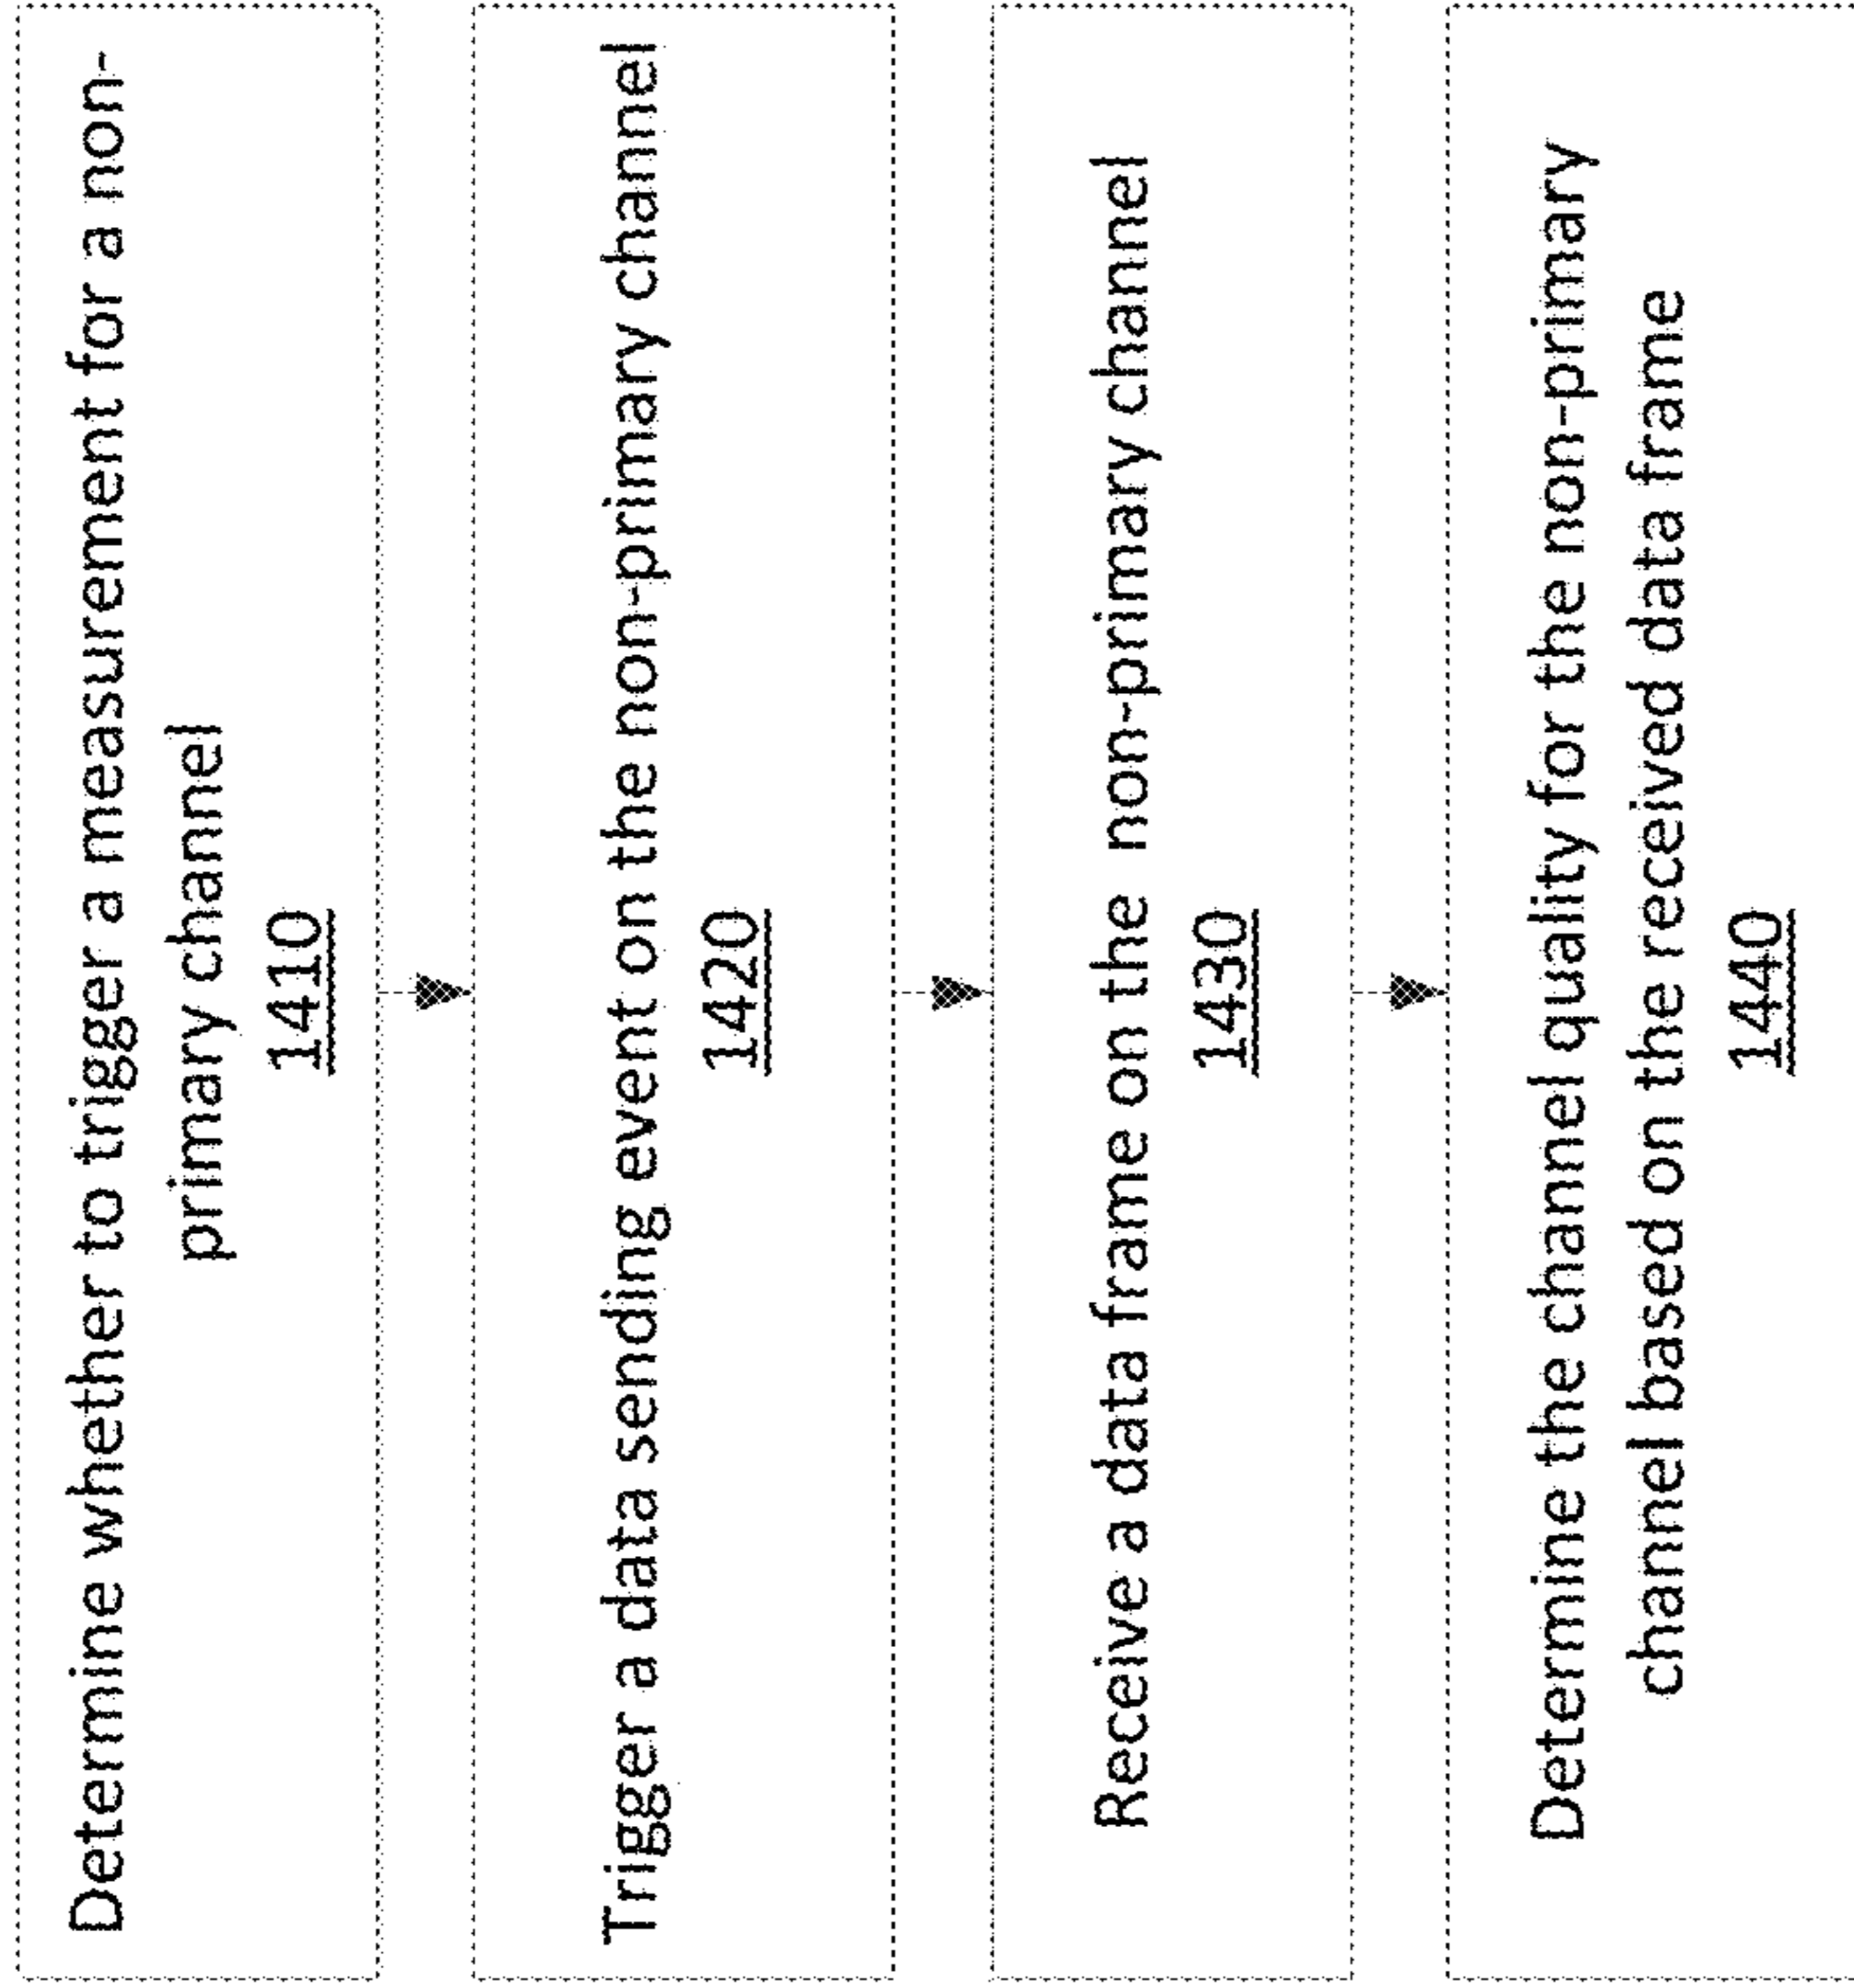 Determine whether to trigger a measurement for a non-
primary channel
1410
Trigger a data sending event on the non-primary channel
1420
Receive a data frame on the non-primary channel
1430
Determine the channel quality for the non-primary
channel based on the received data frame
1440